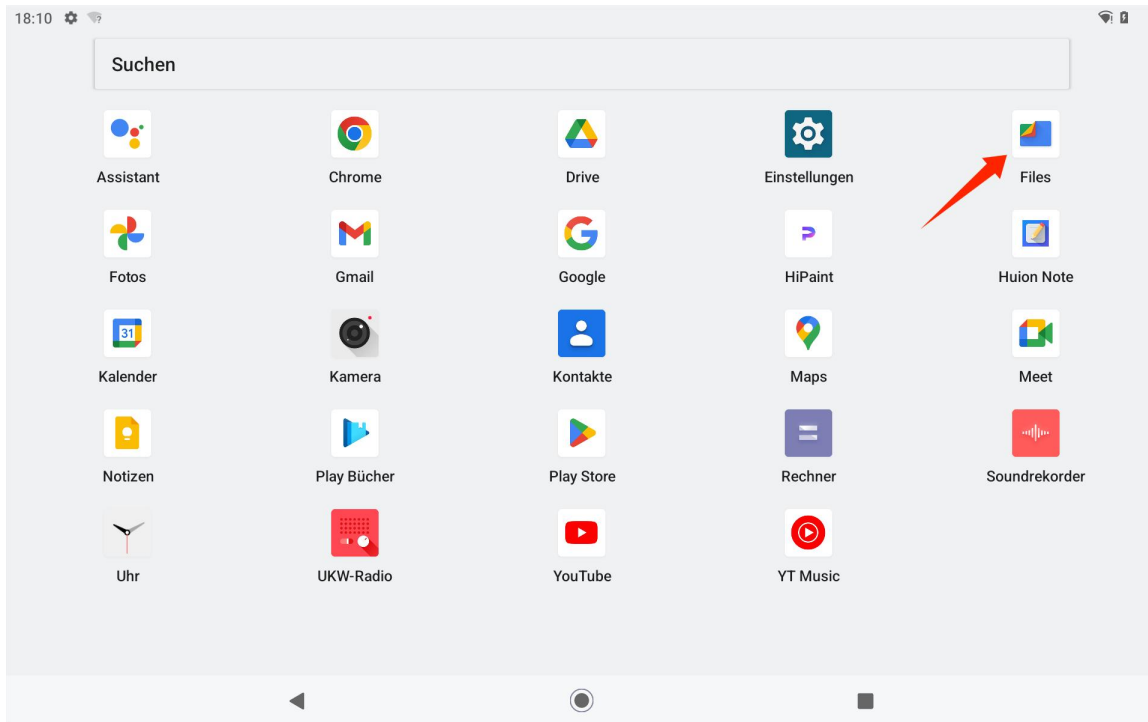 18:10
Suchen
Assistant
Chrome
Drive
Einstellungen
Files
Fotos
Gmail
Google
HiPaint
Huion Note
31
Kalender
Kamera
Kontakte
Maps
Meet
Notizen
Play Bücher
Play Store
Rechner
Soundrekorder
Uhr
UKW-Radio
YouTube
YT Music